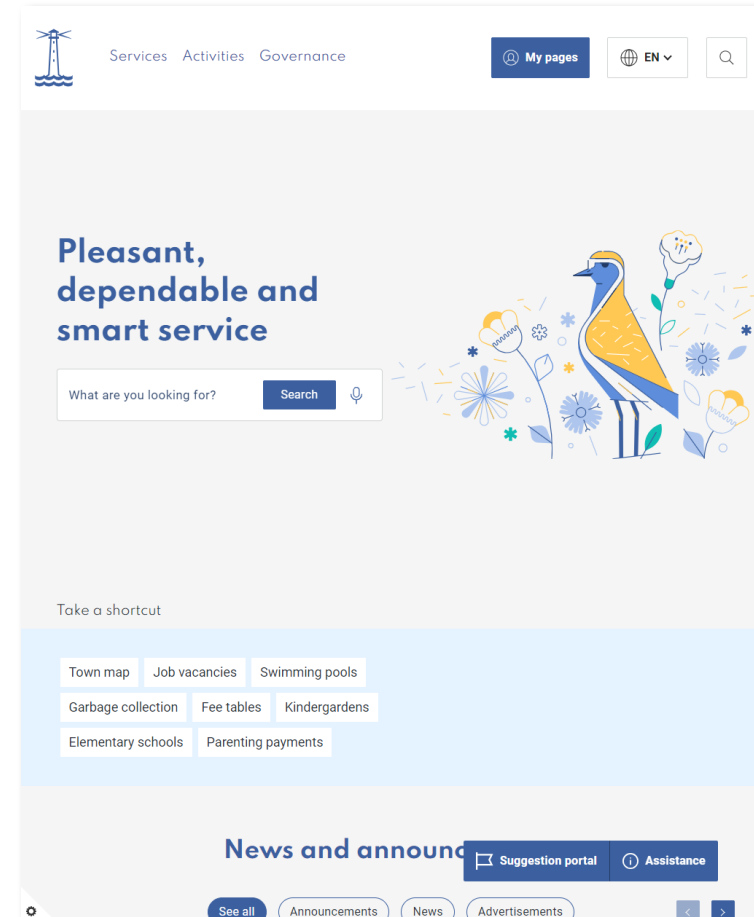 Services Activities Governance
My pages
EN
Pleasant,
dependable and
smart service
What are you looking for?
Search
Take a shortcut
Town map
Job vacancies
Swimming pools
Garbage collection
Fee tables
Kindergardens
Elementary schools
Parenting payments
News and announc
Suggestion portal
Assistance
See all
Announcements
News
Advertisements